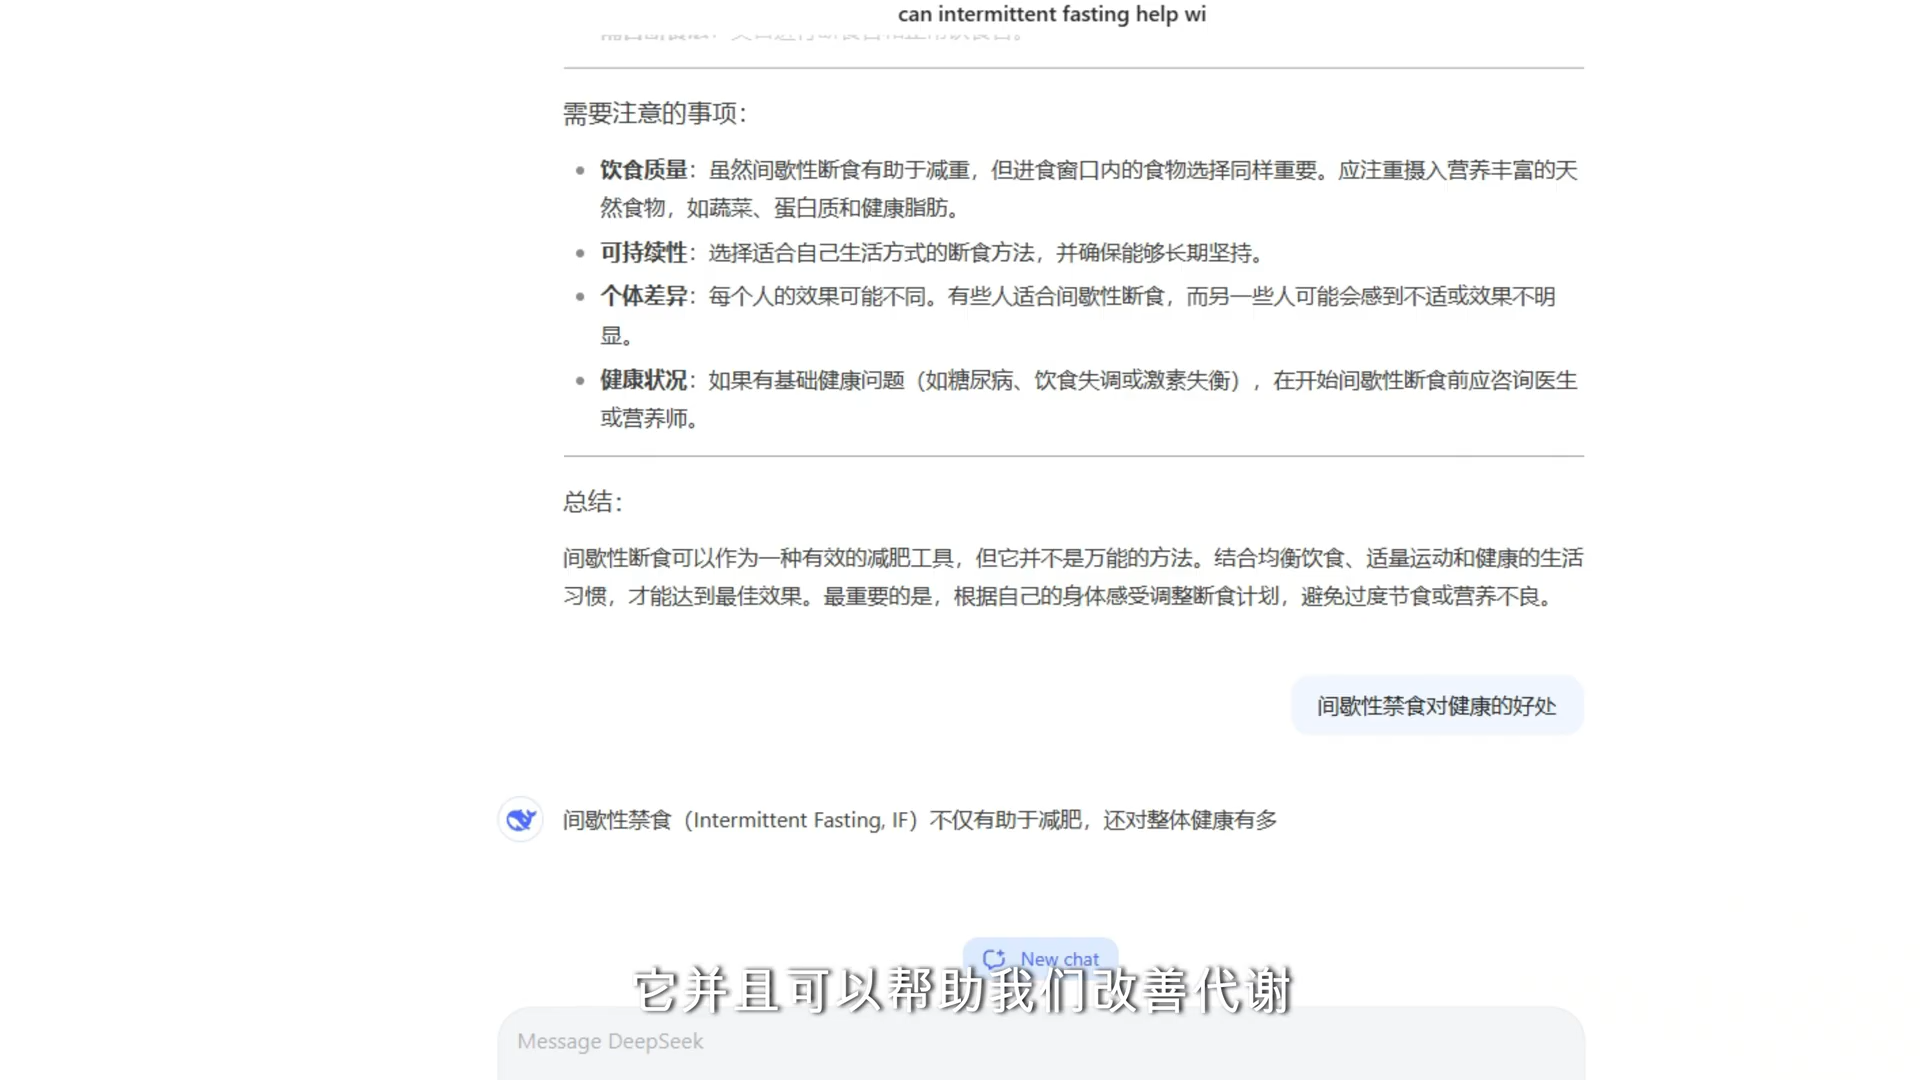 can intermittent fasting help wi
需要注意的事项：
饮食质量：虽然间歇性断食有助于减重，但进食窗口内的食物选择同样重要。应注重摄入营养丰富的天
然食物，如蔬菜、蛋白质和健康脂肪。
可持续性：选择适合自己生活方式的断食方法，并确保能够长期坚持。
个体差异：每个人的效果可能不同。有些人适合间歇性断食，而另一些人可能会感到不适或效果不明
显。
健康状况：如果有基础健康问题（如糖尿病、饮食失调或激素失衡），在开始间歇性断食前应咨询医生
或营养师。
总结：
间歇性断食可以作为一种有效的减肥工具，但它并不是万能的方法。结合均衡饮食、适量运动和健康的生活
习惯，才能达到最佳效果。最重要的是，根据自己的身体感受调整断食计划，避免过度节食或营养不良。
间歇性禁食对健康的好处
间歇性禁食（Intermittent Fasting, IF）不仅有助于减肥，还对整体健康有多
New chat
它并且可以帮助我们改善代谢
Message DeepSeek